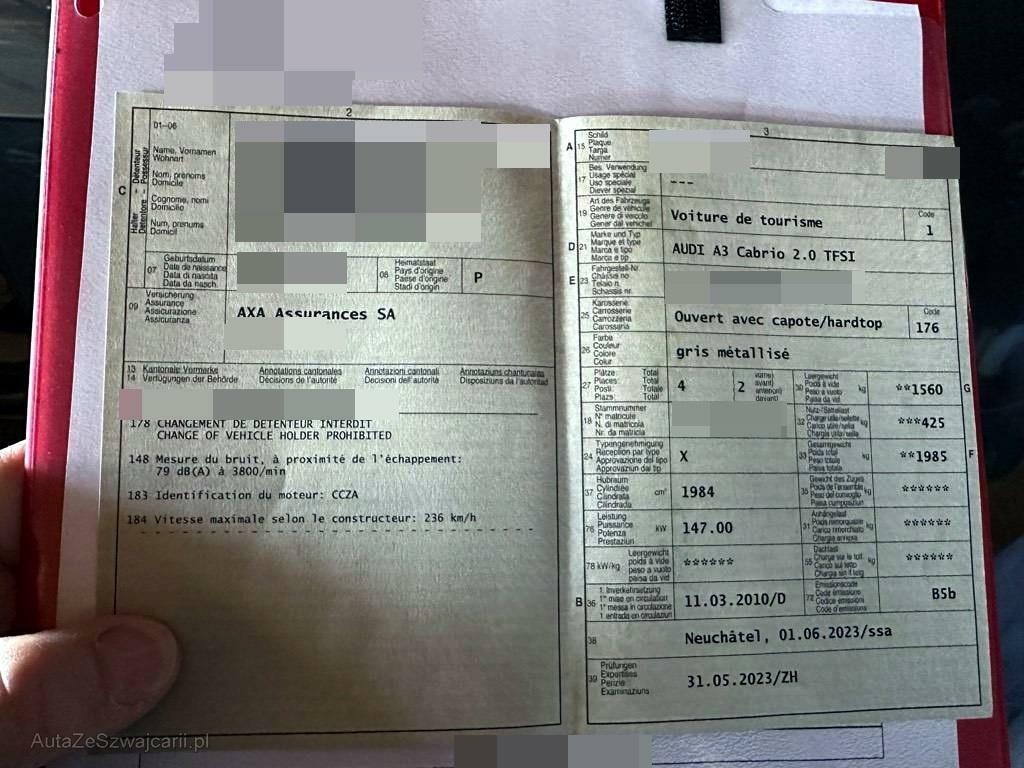 2
C
Halter – Détenteur
Detentore – Possessur
01–06
Name, Vornamen
Wohnort
Nom, prénoms
Domicile
Cognome, nomi
Domicilio
Num, prenums
Domicil
07
Geburtsdatum
Date de naissance
Data di nascita
Data da nasch.
08
Heimatstaat
Pays d'origine
Paese d'origine
Stadi d'origin
P
09
Versicherung
Assurance
Assicurazione
Assicuranza
AXA Assurances SA
13 Kantonale Vermerke
14 Verfügungen der Behörde
Annotations cantonales
Décisions de l'autorité
Annotazioni cantonali
Decisioni dell'autorità
Annotaziuns chantunalas
Disposiziuns da l'autoritad
178 CHANGEMENT DE DETENTEUR INTERDIT
CHANGE OF VEHICLE HOLDER PROHIBITED
148 Mesure du bruit, à proximité de l'échappement:
79 dB(A) à 3800/min
183 Identification du moteur: CCZA
184 Vitesse maximale selon le constructeur: 236 km/h
3
A 15
Schild
Plaque
Targa
Numer
17
Bes. Verwendung
Usage spécial
Uso speciale
Diever spezial
---
19
Art des Fahrzeugs
Genre de véhicule
Genere di veicolo
Gener dal vehichel
Voiture de tourisme
Code
1
D 21
Marke und Typ
Marque et type
Marca e tipo
Marca e tip
AUDI A3 Cabrio 2.0 TFSI
E 23
Fahrgestell-Nr.
Châssis no
Telaio n.
Schassis nr.
25
Karosserie
Carrosserie
Carrozzeria
Carossaria
Ouvert avec capote/hardtop
Code
176
26
Farbe
Couleur
Colore
Colur
gris métallisé
27
Plätze: Total
Places: Total
Posti: Totale
Plazs: Total
4
2
vorn)
avant)
anteriori)
davant)
30
Leergewicht
Poids à vide
Peso a vuoto
Paisa da vid
kg
**1560
G
18
Stammnummer
N° matricule
N. di matricola
Nr. da matricla
32
Nutz-/Sattellast
Charge utile/sellette
Carico utile/sella
Chargia utila/sella
kg
***425
24
Typengenehmigung
Réception par type
Approvazione del tipo
Approvaziun dal tip
X
33
Gesamtgewicht
Poids total
Peso totale
Paisa totala
kg
**1985
F
37
Hubraum
Cylindrée
Cilindrata
Cilindrada
cm³
1984
35
Gewicht des Zuges
Poids de l'ensemble
Peso del convoglio
Paisa cumposiziun
kg
******
76
Leistung
Puissance
Potenza
Prestaziun
kW
147.00
31
Anhängelast
Poids remorquable
Carico rimorchiato
Chargia annexa
kg
******
78 kW/kg
Leergewicht
poids à vide
peso a vuoto
paisa da vid
******
55
Dachlast
Charge sur le toit
Carico sul tetto
Chargia sin il tetg
kg
******
B 36
1. Inverkehrsetzung
1re mise en circulation
1a messa in circolazione
1. entrada en circulaziun
11.03.2010/D
72
Emissionscode
Code émissions
Codice emissioni
Code d'emissiuns
B5b
38
Neuchâtel, 01.06.2023/ssa
39
Prüfungen
Expertises
Perizie
Examinaziuns
31.05.2023/ZH
AutaZeSzwajcarii.pl